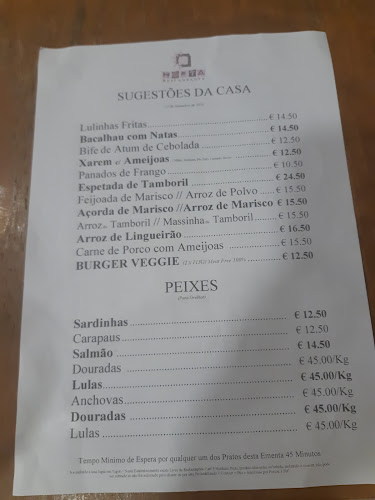 HORTA
SUGESTÕES DA CASA
Lulinhas Fritas € 14.50
Bacalhau com Natas € 14.50
Bife de Atum de Cebolada € 12.50
Xarem c/ Ameijoas € 12.50
Panados de Frango € 10.50
Espetada de Tamboril € 24.50
Feijoada de Marisco // Arroz de Polvo € 15.50
Açorda de Marisco //Arroz de Marisco € 15.50
Arroz de Tamboril // Massinha de Tamboril € 15.50
Arroz de Lingueirão € 16.50
Carne de Porco com Ameijoas € 15.50
BURGER VEGGIE Meat Free 100% € 12.50
PEIXES
Sardinhas € 12.50
Carapaus € 12.50
Salmão € 14.50
Douradas € 45.00/Kg
Lulas € 45.00/Kg
Anchovas € 45.00/Kg
Douradas € 45.00/Kg
Lulas € 45.00/Kg
Tempo Mínimo de Espera por qualquer um dos Pratos desta Ementa 45 Minutos